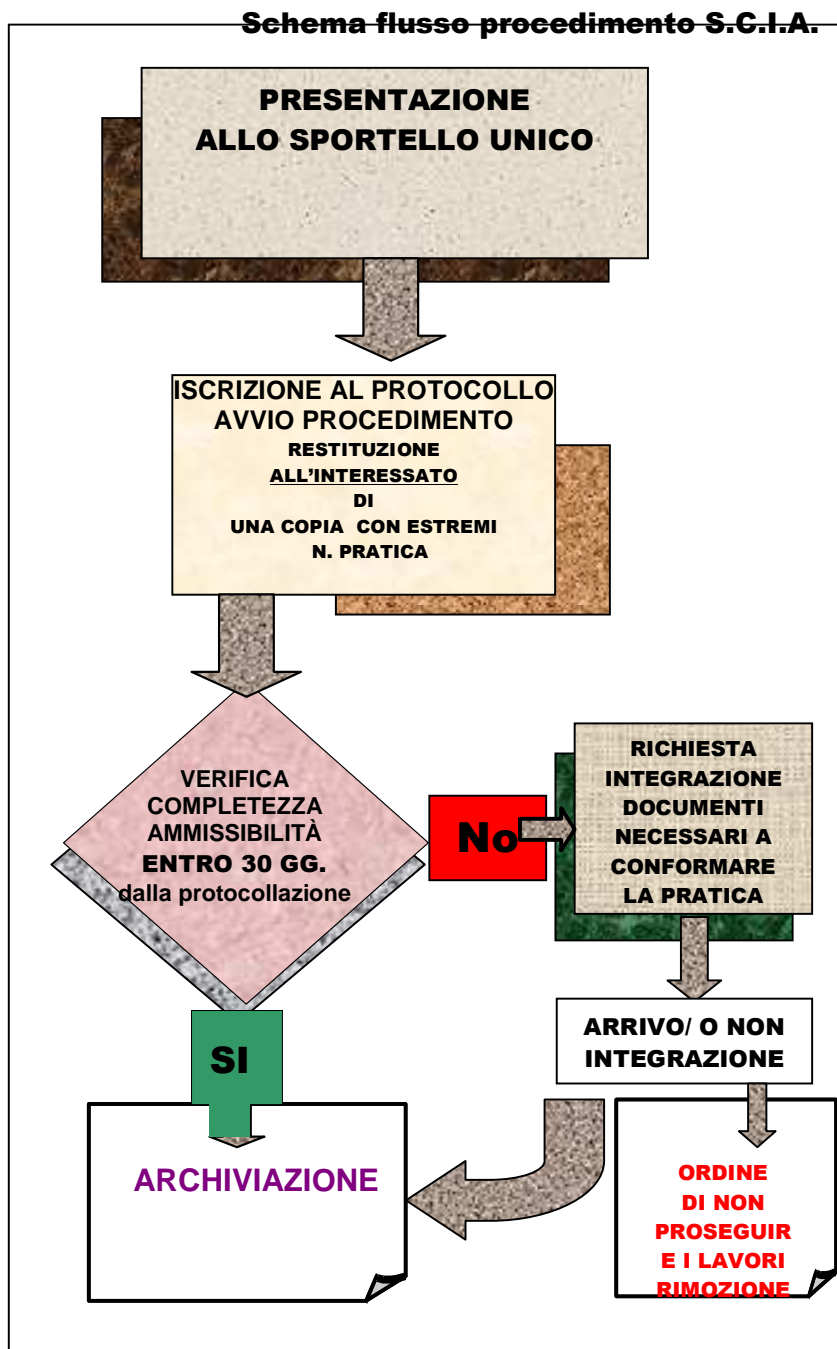 Schema flusso procedimento S.C.I.A.
PRESENTAZIONE
ALLO SPORTELLO UNICO
ISCRIZIONE AL PROTOCOLLO
AVVIO PROCEDIMENTO
RESTITUZIONE
ALL'INTERESSATO
DI
UNA COPIA CON ESTREMI
N. PRATICA
VERIFICA
COMPLETEZZA
AMMISSIBILITÀ
ENTRO 30 GG.
dalla protocollazione
No
RICHIESTA
INTEGRAZIONE
DOCUMENTI
NECESSARI A
CONFORMARE
LA PRATICA
ARRIVO/ O NON
INTEGRAZIONE
SI
ARCHIVIAZIONE
ORDINE
DI NON
PROSEGUIR
E I LAVORI
RIMOZIONE